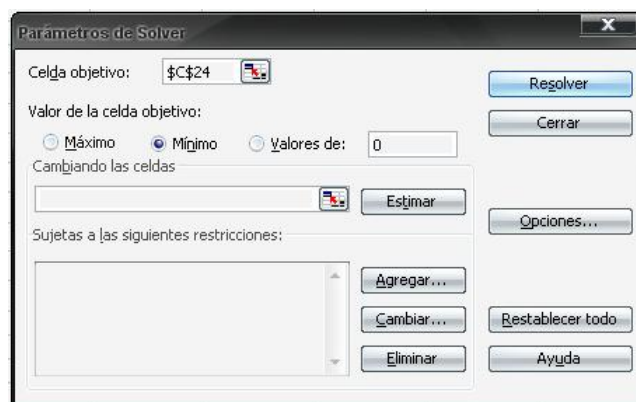 Parámetros de Solver
X
Celda objetivo: $C$24
Resolver
Valor de la celda objetivo:
Cerrar
Máximo Mínimo Valores de: 0
Cambiando las celdas
Estimar
Opciones...
Sujetas a las siguientes restricciones:
Agregar...
Cambiar... Restablecer todo
Eliminar Ayuda